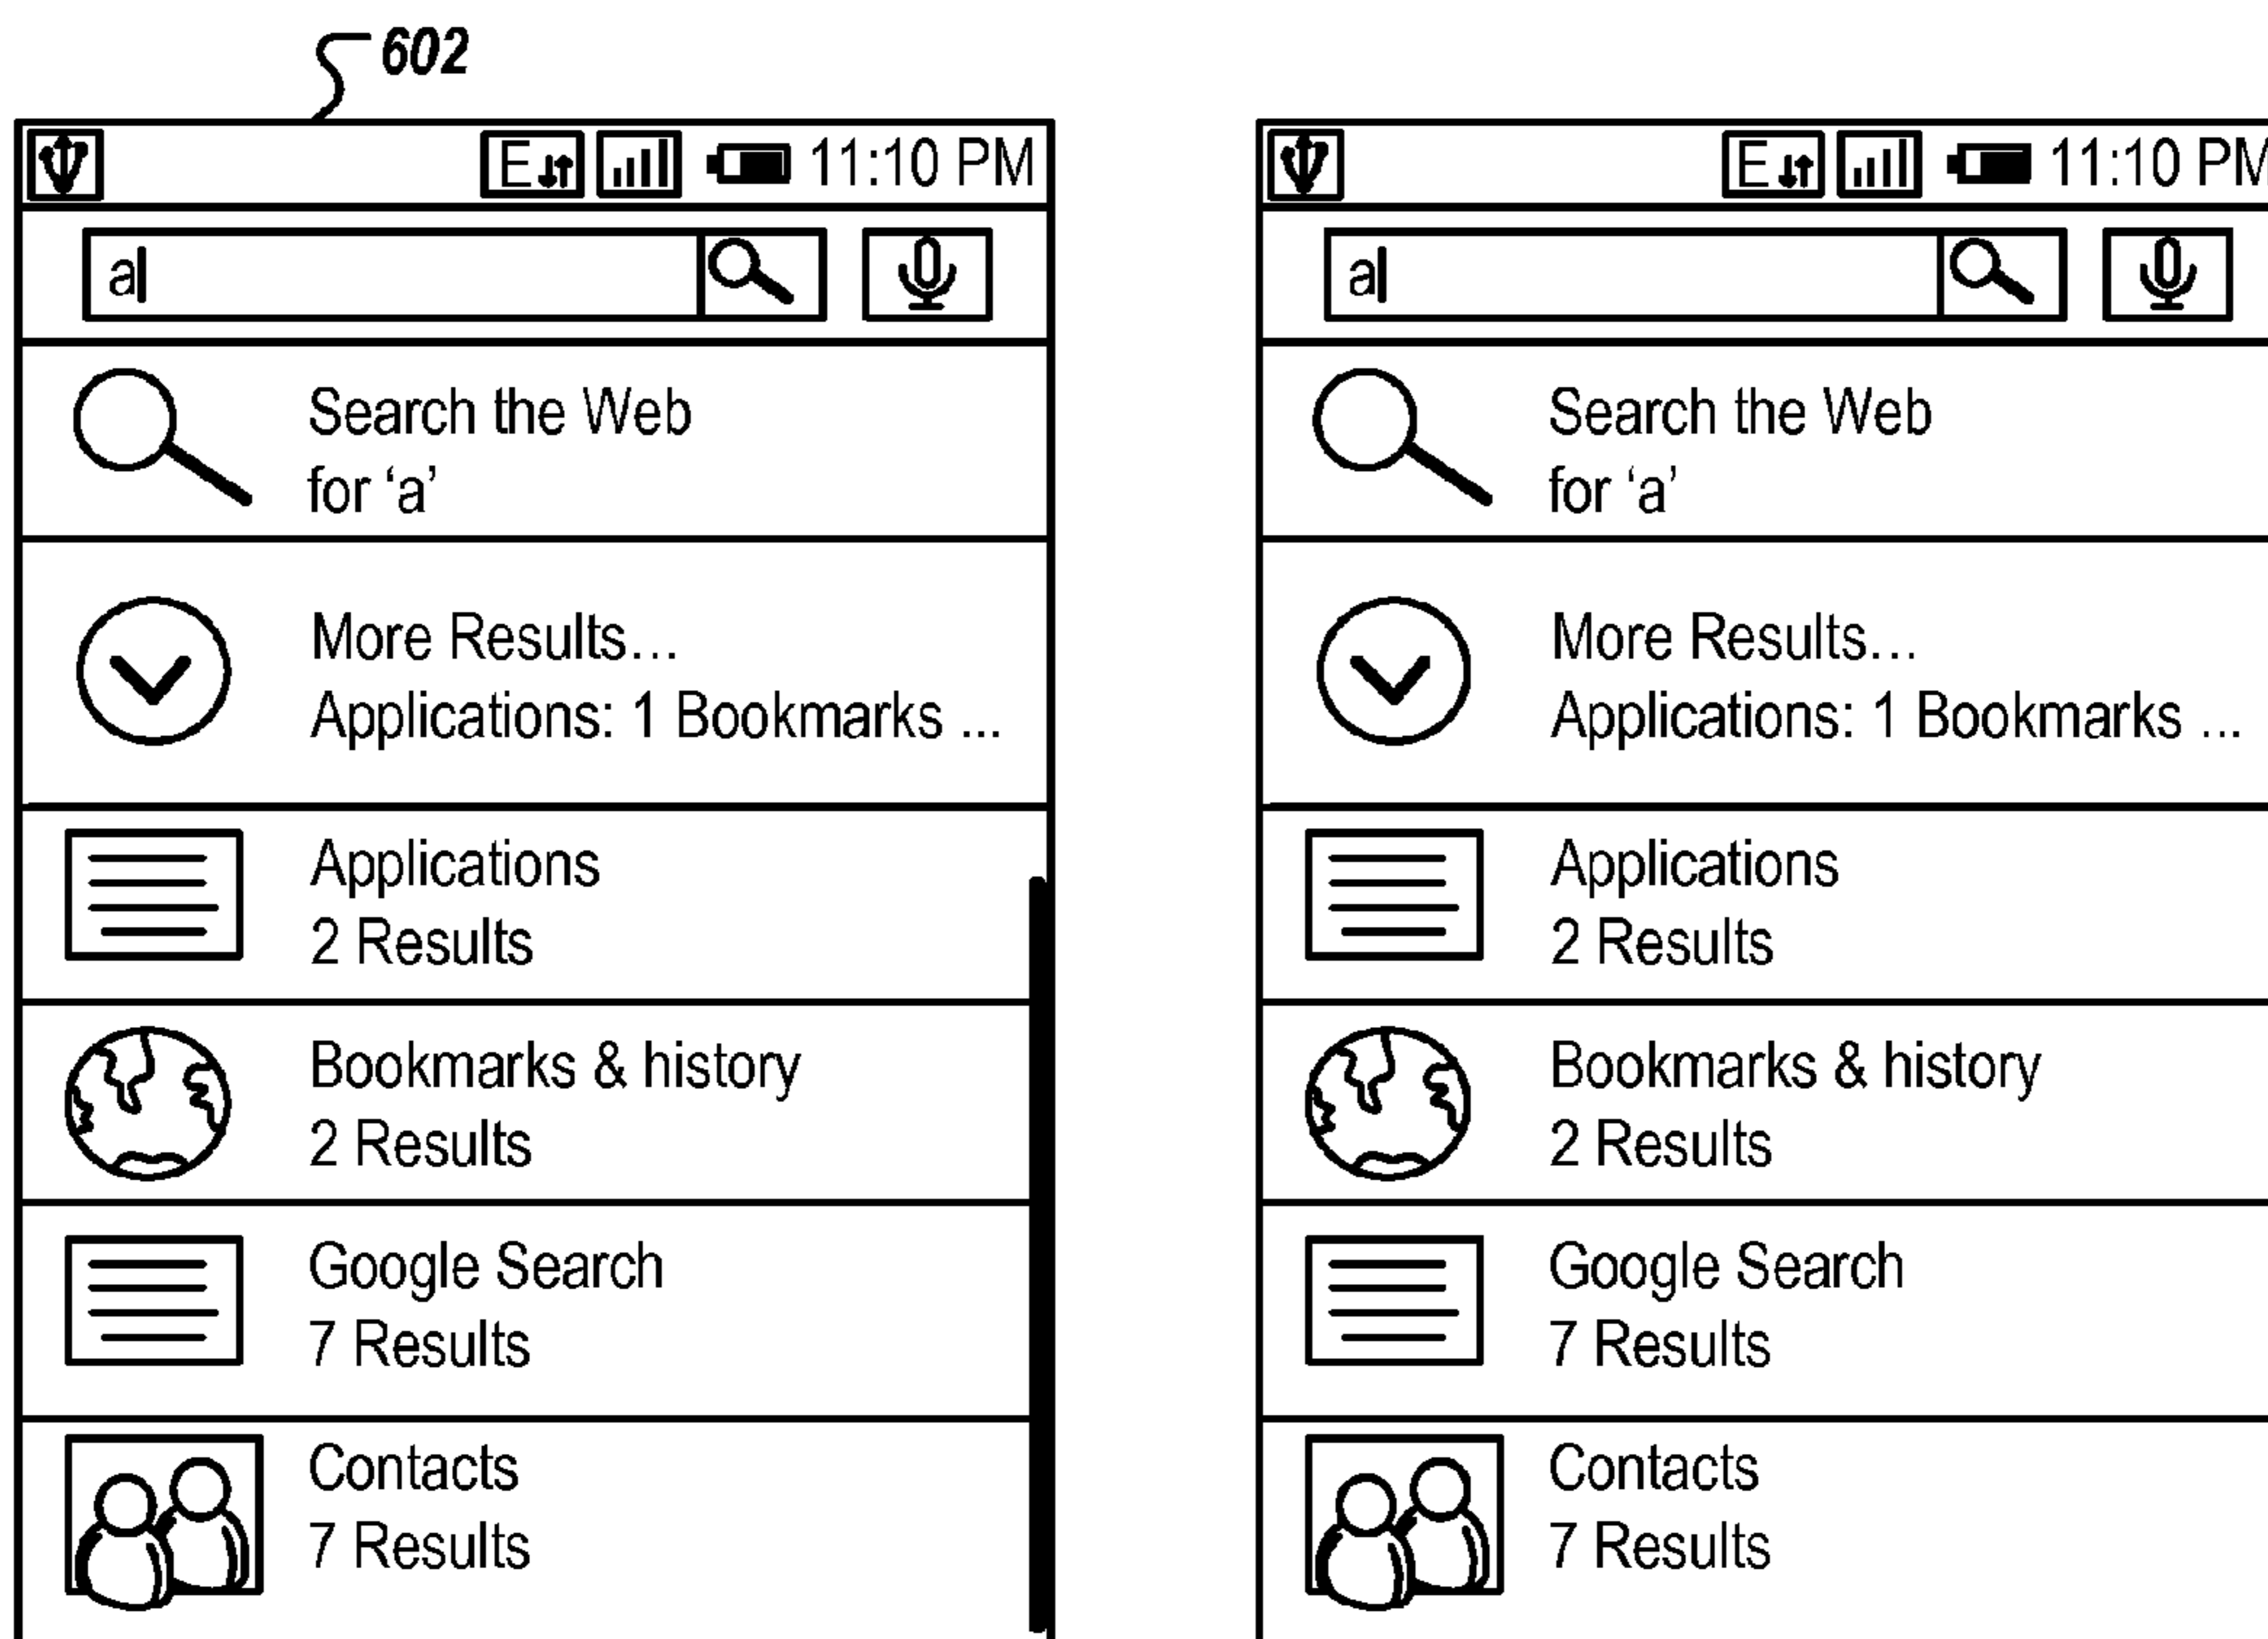 602
E 11:10 PM
a
Search the Web
for ‘a’
More Results...
Applications: 1 Bookmarks ...
Applications
2 Results
Bookmarks & history
2 Results
Google Search
7 Results
Contacts
7 Results
E 11:10 PM
a
Search the Web
for ‘a’
More Results...
Applications: 1 Bookmarks ...
Applications
2 Results
Bookmarks & history
2 Results
Google Search
7 Results
Contacts
7 Results